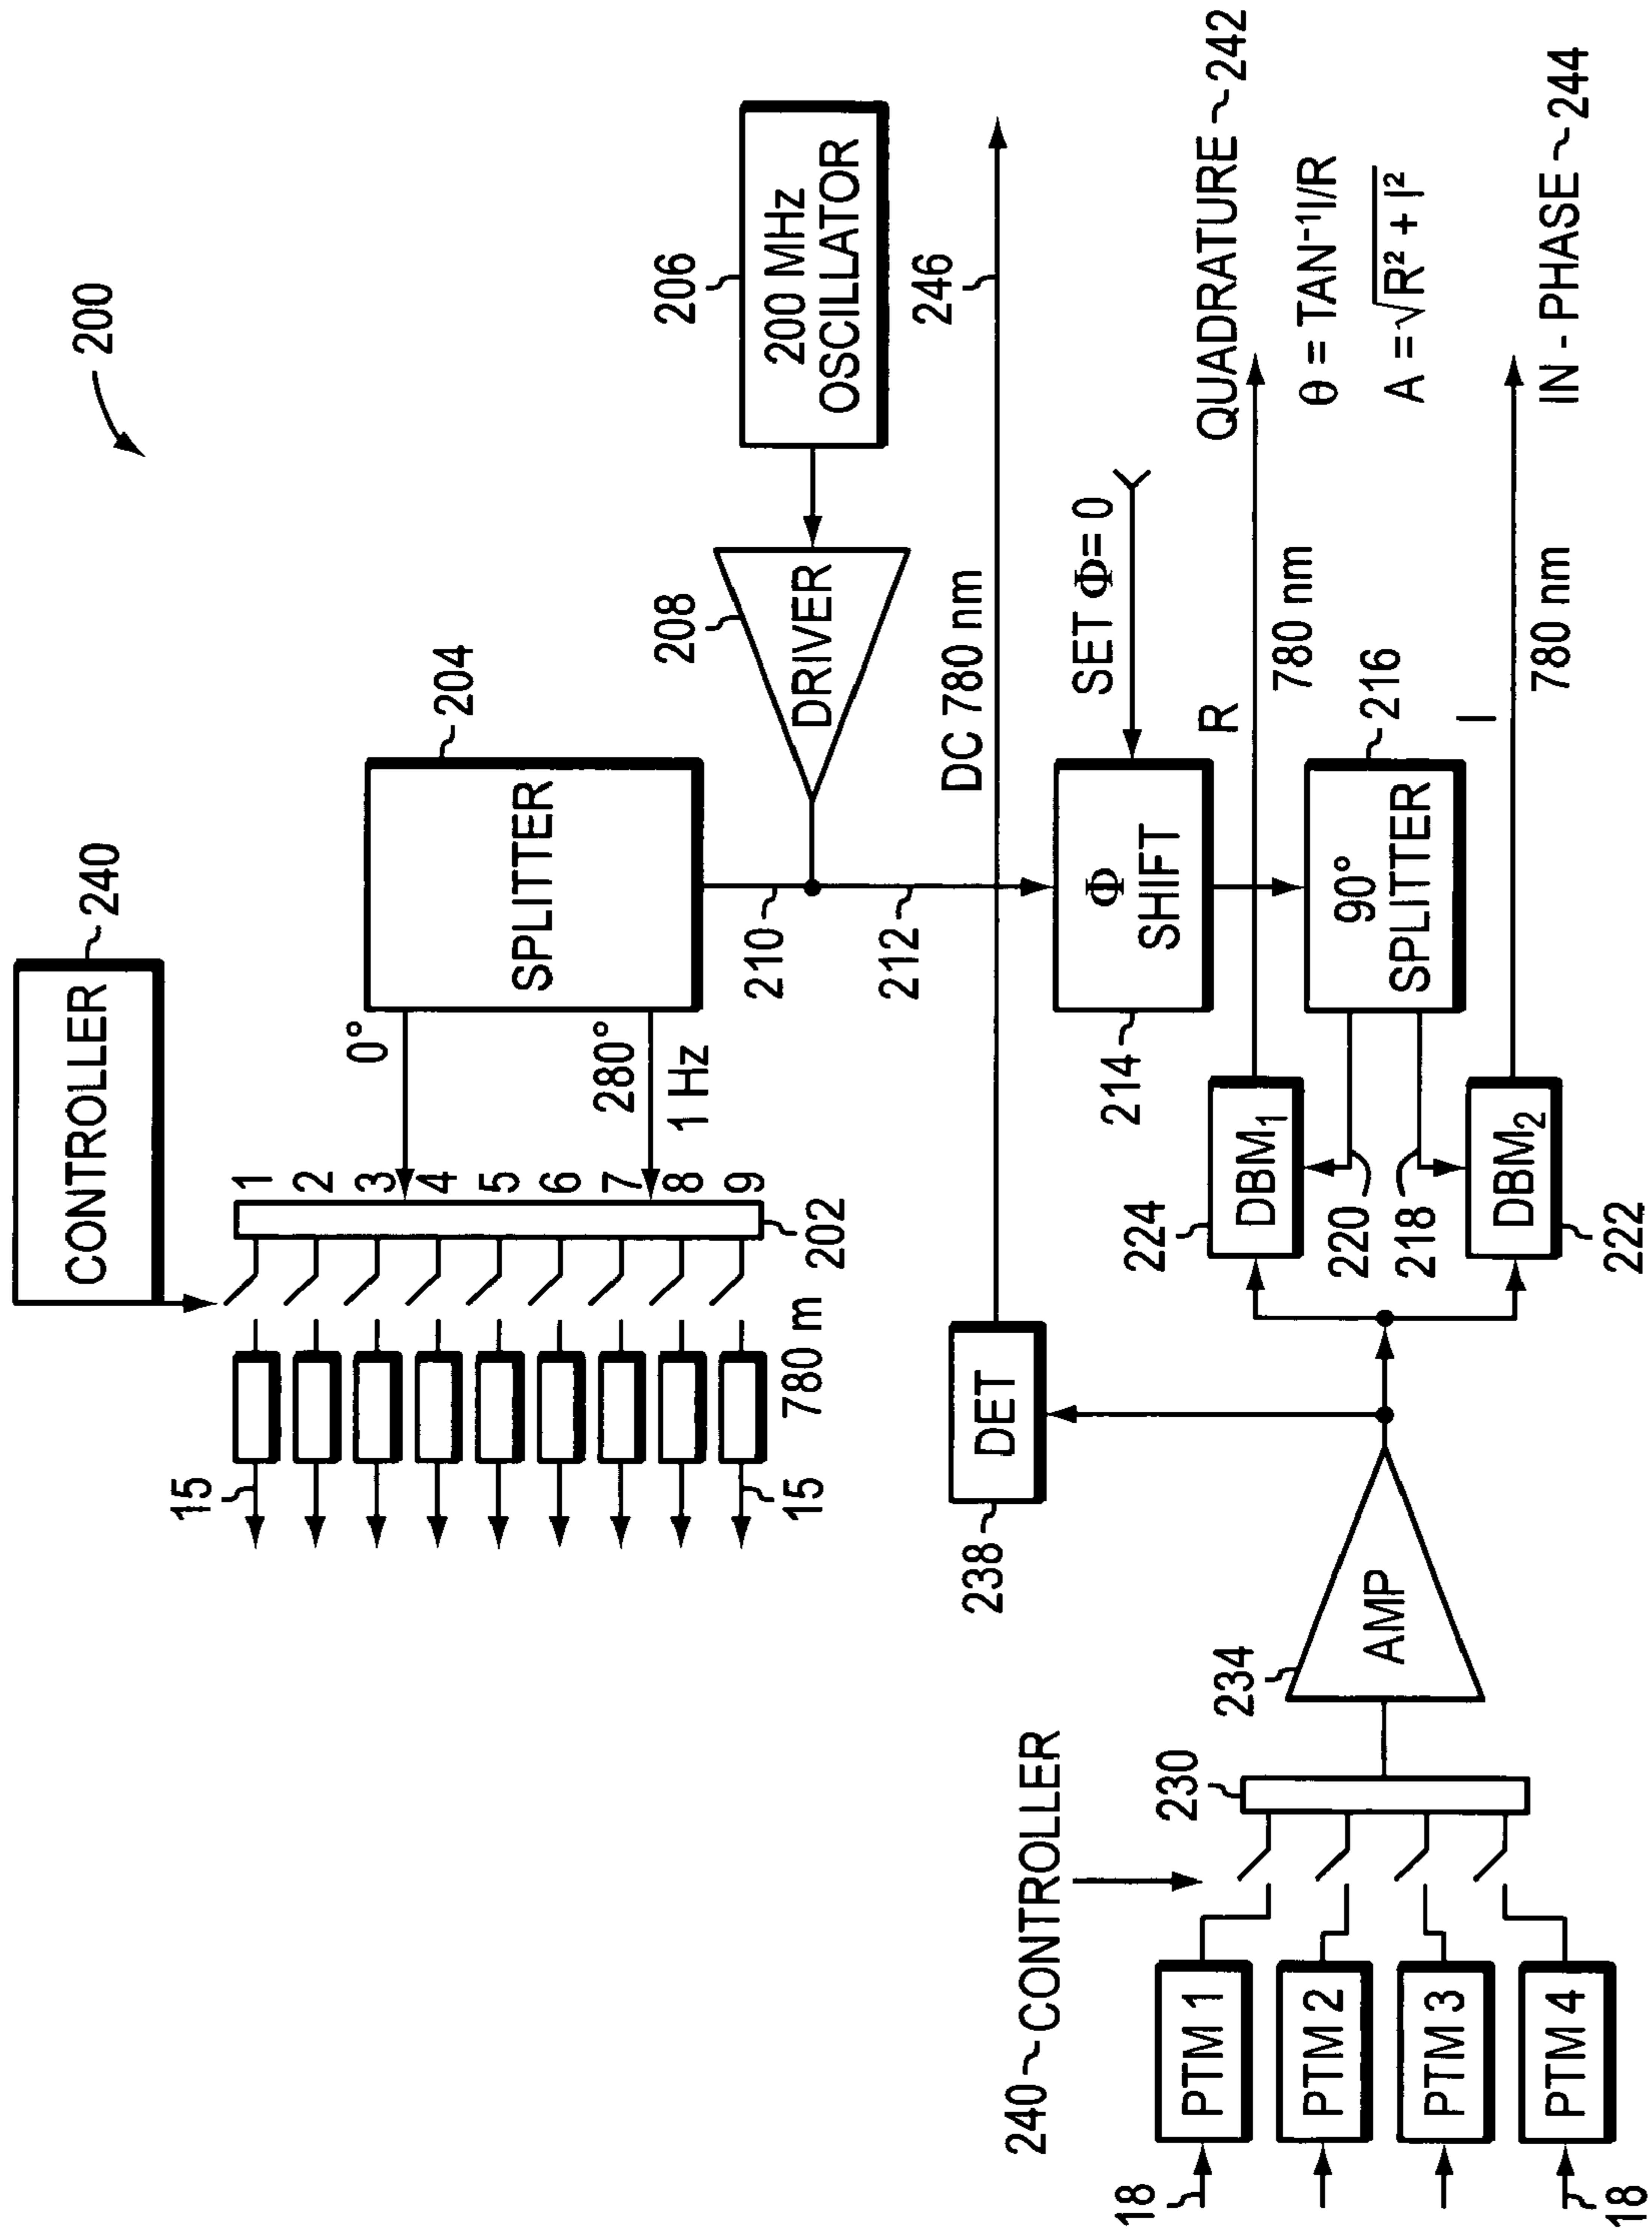 200
CONTROLLER
240
SPLITTER
204
0°
280°
1 Hz
1
2
3
4
5
6
7
8
9
202
780 m
15
15
200 MHz
OSCILLATOR
206
DRIVER
208
210
212
246
DC 780 nm
SET Φ= 0
Φ
SHIFT
214
R
780 nm
QUADRATURE
242
θ = TAN⁻¹I/R
A = √R² + I²
90°
SPLITTER
216
I
780 nm
IN - PHASE
244
DBM₁
224
220
218
DBM₂
222
DET
238
AMP
234
230
240
CONTROLLER
PTM 1
PTM 2
PTM 3
PTM 4
18
18